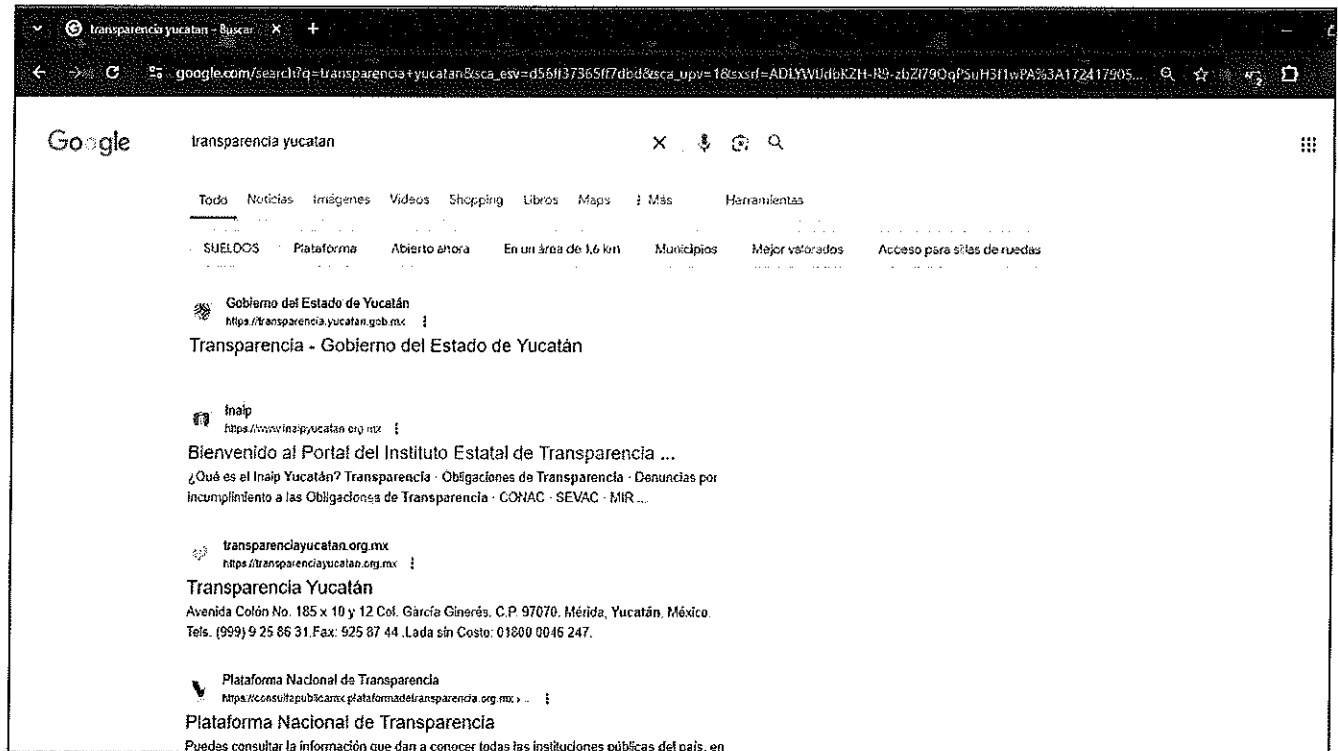 transparencia yucatan - Buscar
google.com/search?q=transparencia+yucatan&sca_esv=d56ff37365ff7dbd&sca_upv=1&sxsrf=
Google
transparencia yucatan
Todo Noticias Imágenes Videos Shopping Libros Maps Más Herramientas
SUELDOS Plataforma Abierto ahora En un área de 1,6 km Municipios Mejor valorados Acceso para sillas de ruedas
Gobierno del Estado de Yucatán
https://transparencia.yucatan.gob.mx
Transparencia - Gobierno del Estado de Yucatán
Inaip
https://www.inaipyucatan.org.mx
Bienvenido al Portal del Instituto Estatal de Transparencia ...
¿Qué es el Inaip Yucatán? Transparencia · Obligaciones de Transparencia · Denuncias por
incumplimiento a las Obligaciones de Transparencia · CONAC · SEVAC · MIR ...
transparenciayucatan.org.mx
https://transparenciayucatan.org.mx
Transparencia Yucatán
Avenida Colón No. 185 x 10 y 12 Col. García Ginerés. C.P. 97070. Mérida, Yucatán, México.
Tels. (999) 9 25 86 31.Fax: 925 87 44 .Lada sin Costo: 01800 0046 247.
Plataforma Nacional de Transparencia
https://consultapublicamx.plataformadetransparencia.org.mx › ...
Plataforma Nacional de Transparencia
Puedes consultar la información que dan a conocer todas las instituciones públicas del país, en